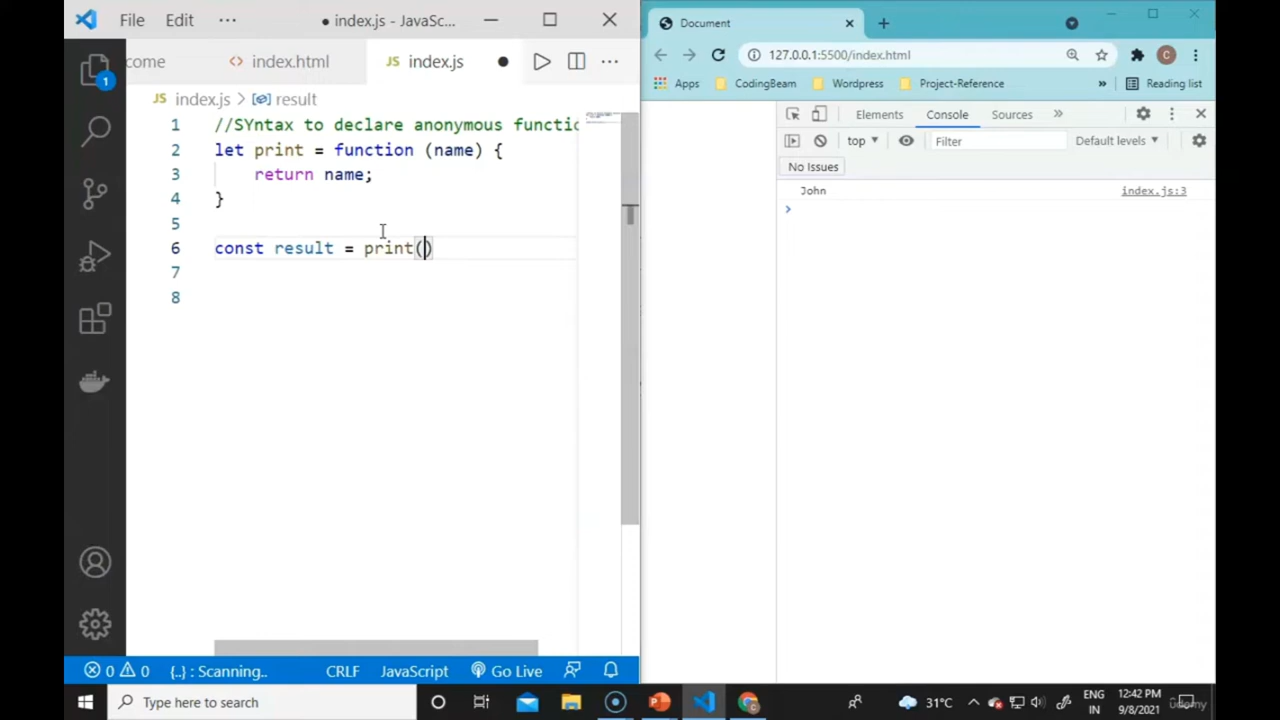 File Edit ··· ● index.js - JavaSc...
come <> index.html JS index.js ●
JS index.js > result
1 //SYntax to declare anonymous functio
2 let print = function (name) {
3 return name;
4 }
5
6 const result = print()
7
8
1
0 0 {..} : Scanning.. CRLF JavaScript Go Live
Document
127.0.0.1:5500/index.html
C
Apps CodingBeam Wordpress Project-Reference » Reading list
Elements Console Sources »
top Filter Default levels
No Issues
John index.js:3
>
Type here to search
31°C
ENG
IN
12:42 PM
9/8/2021
Udemy